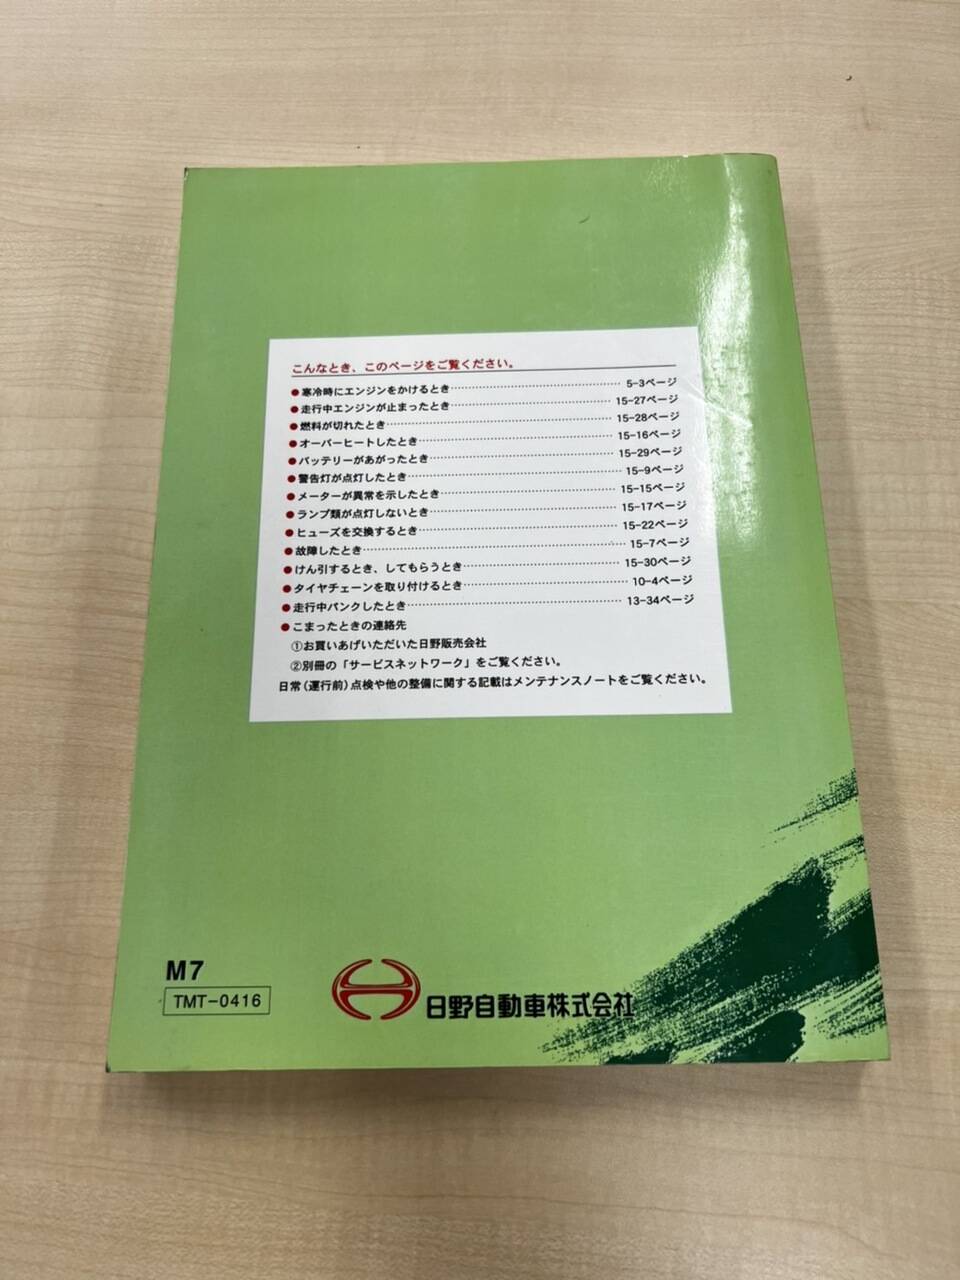 こんなとき、このページをご覧ください。
●寒冷時にエンジンをかけるとき…………5-3ページ
●走行中エンジンが止まったとき…………15-27ページ
●燃料が切れたとき…………15-28ページ
●オーバーヒートしたとき…………15-16ページ
●バッテリーがあがったとき…………15-29ページ
●警告灯が点灯したとき…………15-9ページ
●メーターが異常を示したとき…………15-15ページ
●ランプ類が点灯しないとき…………15-17ページ
●ヒューズを交換するとき…………15-22ページ
●故障したとき…………15-7ページ
●けん引するとき、してもらうとき…………15-30ページ
●タイヤチェーンを取り付けるとき…………10-4ページ
●走行中パンクしたとき…………13-34ページ
●こまったときの連絡先
①お買いあげいただいた日野販売会社
②別冊の「サービスネットワーク」をご覧ください。
日常(運行前)点検や他の整備に関する記載はメンテナンスノートをご覧ください。
M7
TMT-0416
日野自動車株式会社